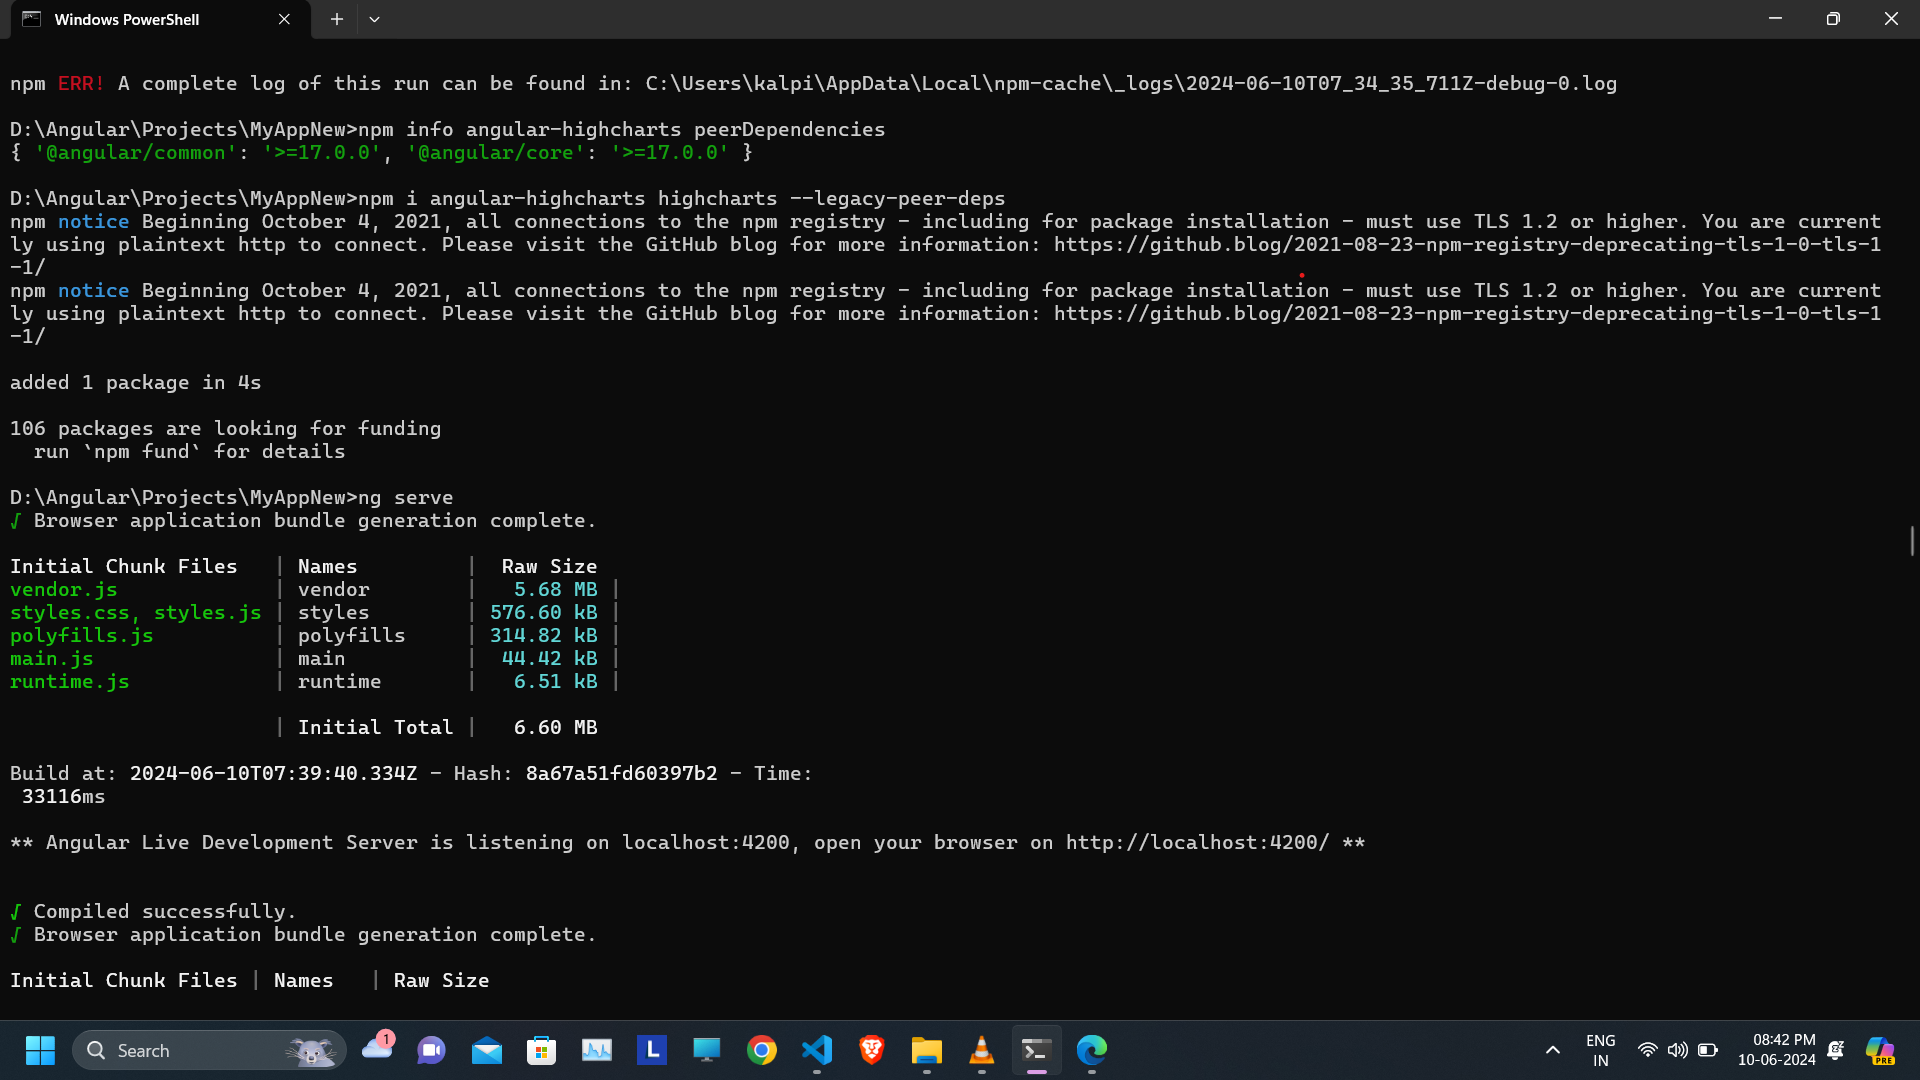 Windows PowerShell
npm ERR! A complete log of this run can be found in: C:\Users\kalpi\AppData\Local\npm-cache\_logs\2024-06-10T07_34_35_711Z-debug-0.log
D:\Angular\Projects\MyAppNew>npm info angular-highcharts peerDependencies
{ '@angular/common': '>=17.0.0', '@angular/core': '>=17.0.0' }
D:\Angular\Projects\MyAppNew>npm i angular-highcharts highcharts --legacy-peer-deps
npm notice Beginning October 4, 2021, all connections to the npm registry - including for package installation - must use TLS 1.2 or higher. You are current
ly using plaintext http to connect. Please visit the GitHub blog for more information: https://github.blog/2021-08-23-npm-registry-deprecating-tls-1-0-tls-1
-1/
npm notice Beginning October 4, 2021, all connections to the npm registry - including for package installation - must use TLS 1.2 or higher. You are current
ly using plaintext http to connect. Please visit the GitHub blog for more information: https://github.blog/2021-08-23-npm-registry-deprecating-tls-1-0-tls-1
-1/
added 1 package in 4s
106 packages are looking for funding
  run `npm fund` for details
D:\Angular\Projects\MyAppNew>ng serve
√ Browser application bundle generation complete.
Initial Chunk Files   | Names         |  Raw Size
vendor.js             | vendor        |   5.68 MB |
styles.css, styles.js | styles        | 576.60 kB |
polyfills.js          | polyfills     | 314.82 kB |
main.js               | main          |  44.42 kB |
runtime.js            | runtime       |   6.51 kB |
                      | Initial Total |   6.60 MB
Build at: 2024-06-10T07:39:40.334Z - Hash: 8a67a51fd60397b2 - Time:
 33116ms
** Angular Live Development Server is listening on localhost:4200, open your browser on http://localhost:4200/ **
√ Compiled successfully.
√ Browser application bundle generation complete.
Initial Chunk Files | Names   | Raw Size
Search
1
L
ENG
IN
08:42 PM
10-06-2024
PRE